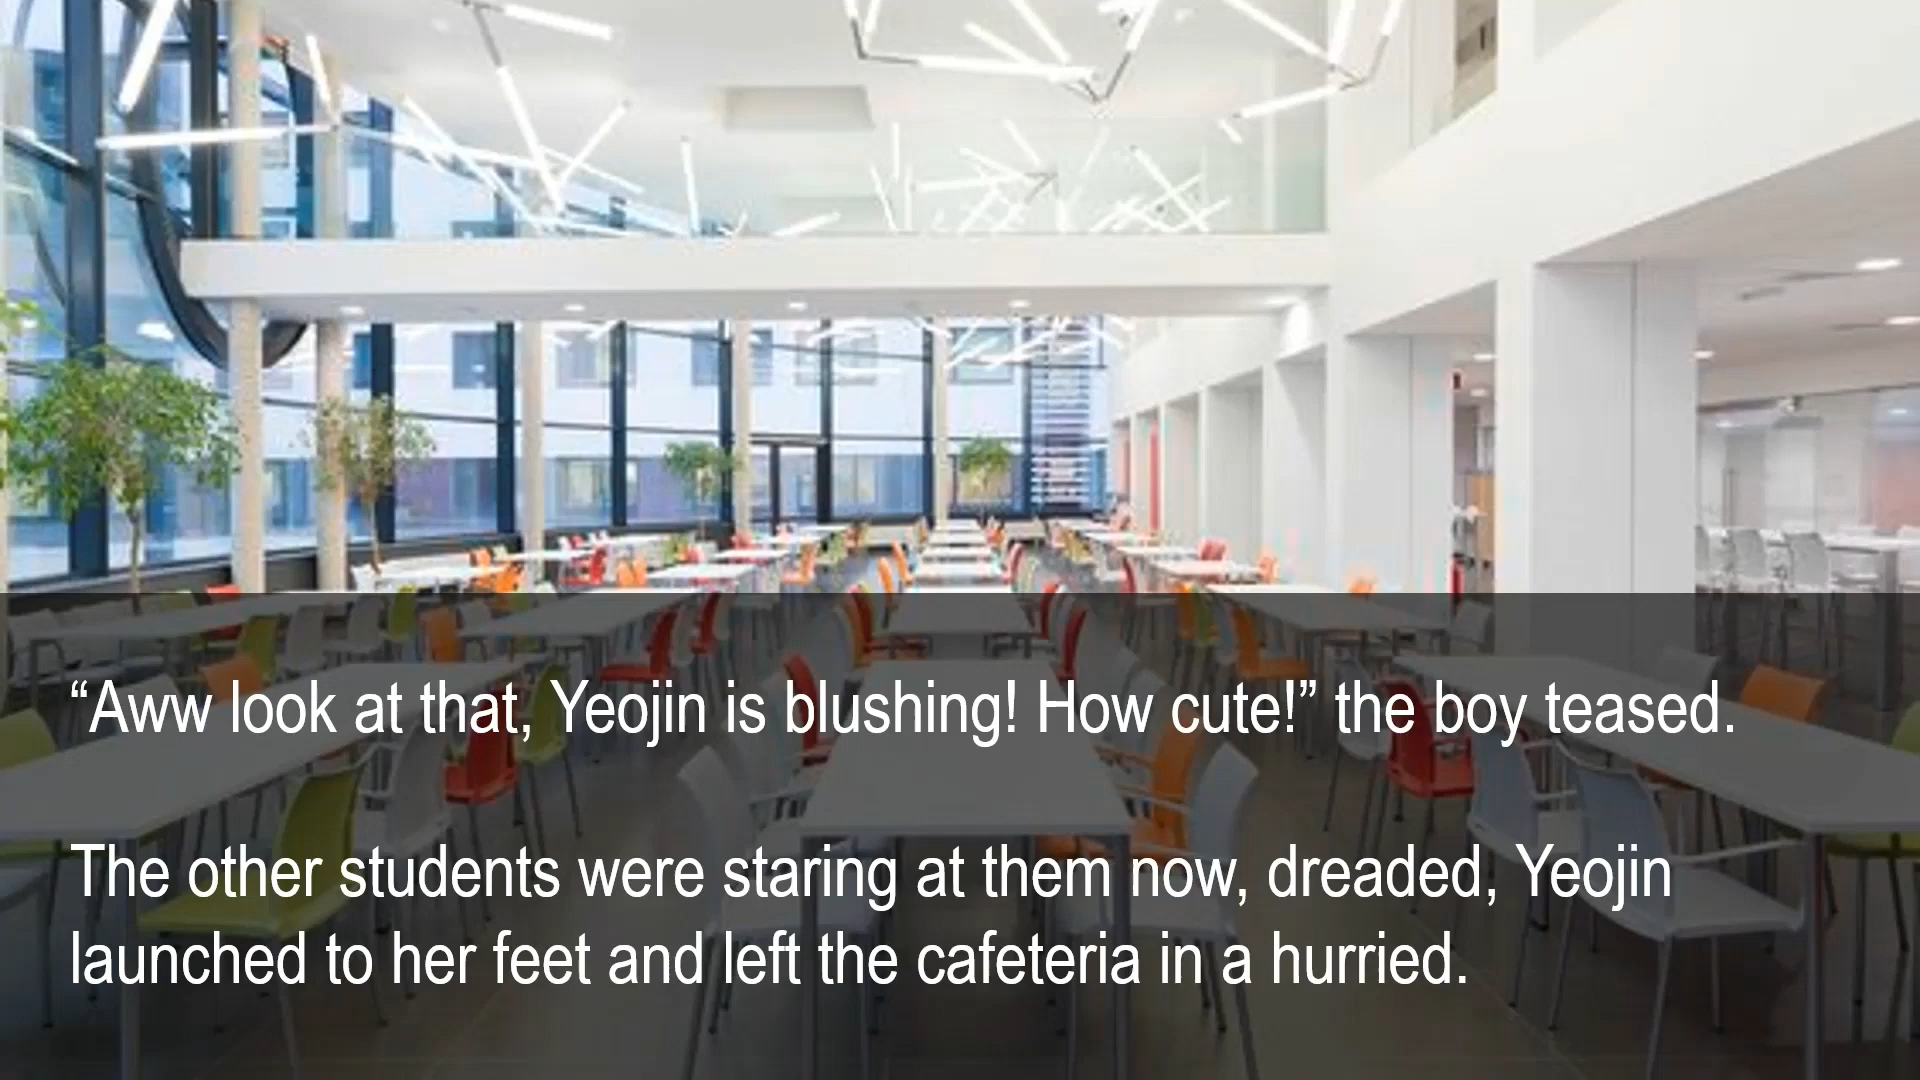 “Aww look at that, Yeojin is blushing! How cute!” the boy teased.
The other students were staring at them now, dreaded, Yeojin
launched to her feet and left the cafeteria in a hurried.